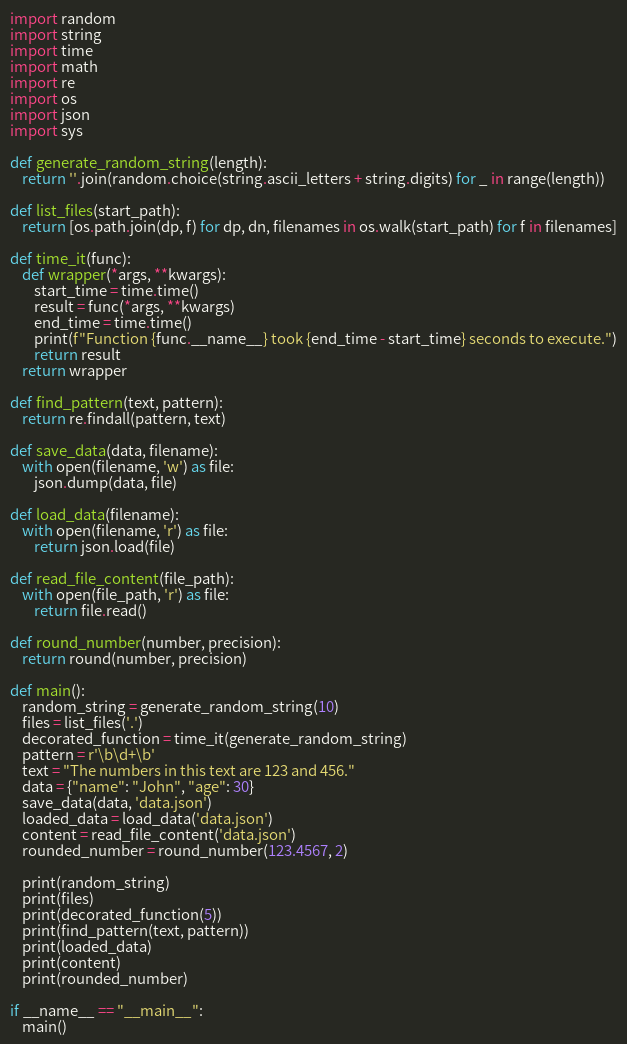 import random
import string
import time
import math
import re
import os
import json
import sys

def generate_random_string(length):
    return ''.join(random.choice(string.ascii_letters + string.digits) for _ in range(length))

def list_files(start_path):
    return [os.path.join(dp, f) for dp, dn, filenames in os.walk(start_path) for f in filenames]

def time_it(func):
    def wrapper(*args, **kwargs):
        start_time = time.time()
        result = func(*args, **kwargs)
        end_time = time.time()
        print(f"Function {func.__name__} took {end_time - start_time} seconds to execute.")
        return result
    return wrapper

def find_pattern(text, pattern):
    return re.findall(pattern, text)

def save_data(data, filename):
    with open(filename, 'w') as file:
        json.dump(data, file)

def load_data(filename):
    with open(filename, 'r') as file:
        return json.load(file)

def read_file_content(file_path):
    with open(file_path, 'r') as file:
        return file.read()

def round_number(number, precision):
    return round(number, precision)

def main():
    random_string = generate_random_string(10)
    files = list_files('.')
    decorated_function = time_it(generate_random_string)
    pattern = r'\b\d+\b'
    text = "The numbers in this text are 123 and 456."
    data = {"name": "John", "age": 30}
    save_data(data, 'data.json')
    loaded_data = load_data('data.json')
    content = read_file_content('data.json')
    rounded_number = round_number(123.4567, 2)

    print(random_string)
    print(files)
    print(decorated_function(5))
    print(find_pattern(text, pattern))
    print(loaded_data)
    print(content)
    print(rounded_number)

if __name__ == "__main__":
    main()